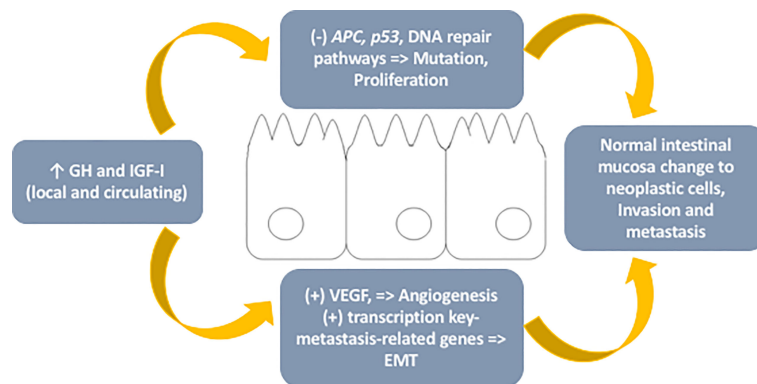 (-) APC, p53, DNA repair
pathways => Mutation,
Proliferation
↑ GH and IGF-I
(local and circulating)
Normal intestinal
mucosa change to
neoplastic cells,
Invasion and
metastasis
(+) VEGF, => Angiogenesis
(+) transcription key-
metastasis-related genes =>
EMT